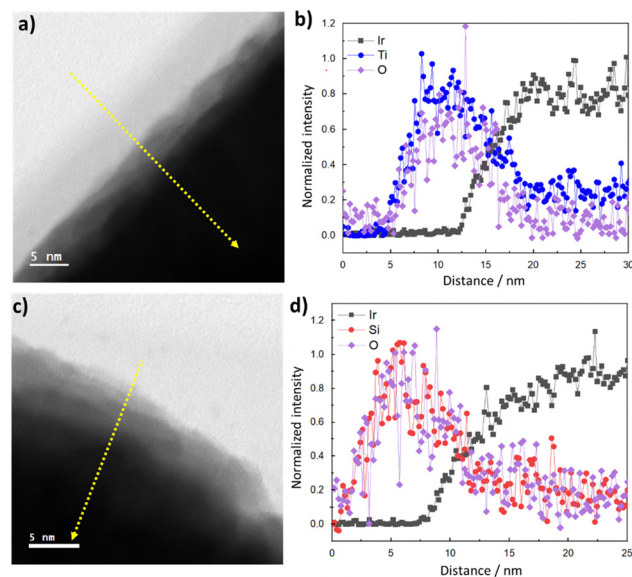 a)
5 nm
b)
Normalized intensity
1.2
1.0
0.8
0.6
0.4
0.2
0.0
Ir
Ti
O
0 5 10 15 20 25 30
Distance / nm
c)
5 nm
d)
Normalized intensity
1.2
1.0
0.8
0.6
0.4
0.2
0.0
Ir
Si
O
0 5 10 15 20 25
Distance / nm